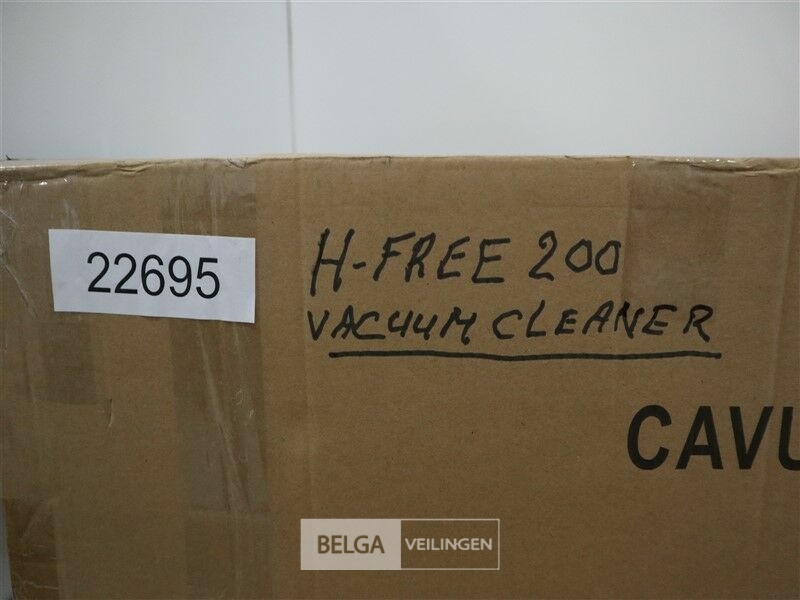 22695
H-FREE 200
VACUUM CLEANER
CAVU
BELGA VEILINGEN